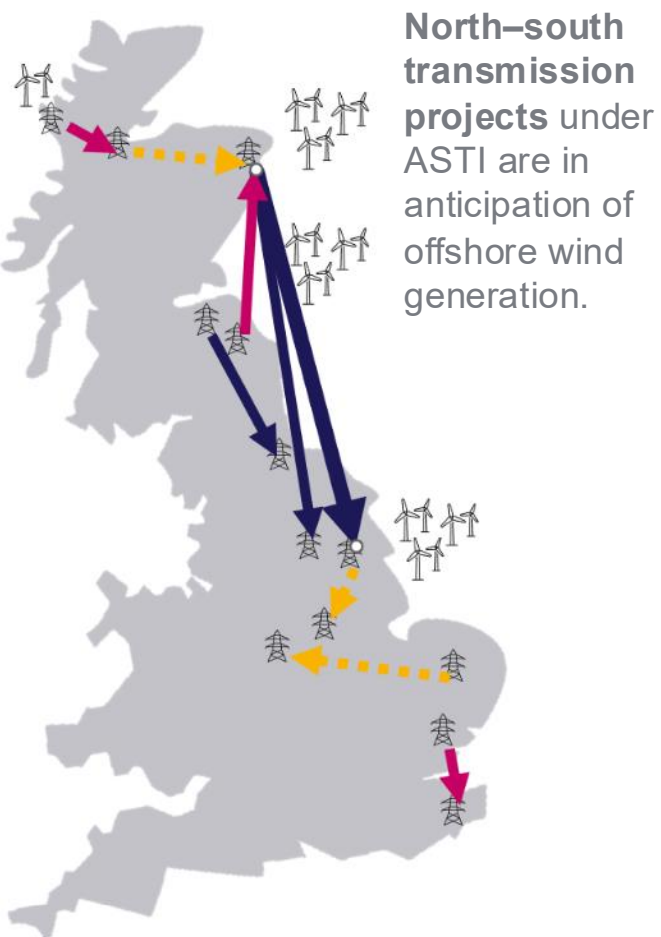 North–south
transmission
projects under
ASTI are in
anticipation of
offshore wind
generation.